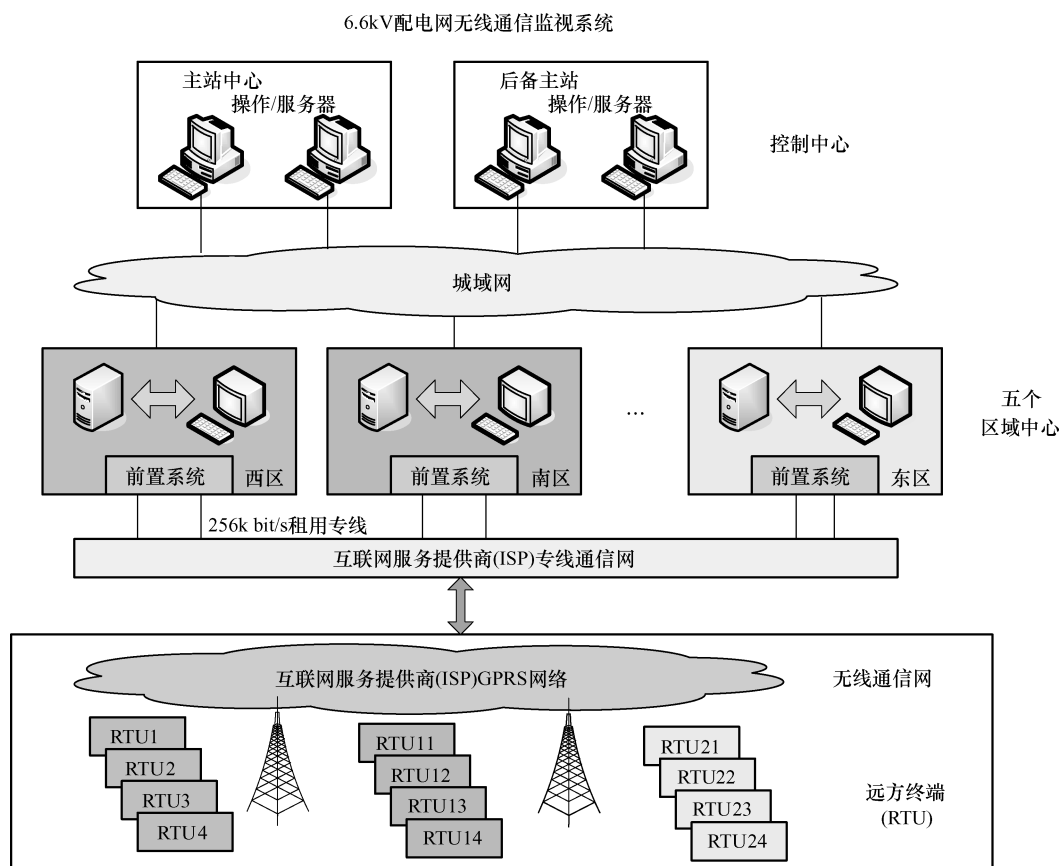 6.6kV配电网无线通信监视系统
主站中心
操作/服务器
后备主站
操作/服务器
控制中心
城域网
...
五个
区域中心
前置系统
西区
前置系统
南区
前置系统
东区
256k bit/s租用专线
互联网服务提供商(ISP)专线通信网
互联网服务提供商(ISP)GPRS网络
无线通信网
RTU1
RTU2
RTU3
RTU4
RTU11
RTU12
RTU13
RTU14
RTU21
RTU22
RTU23
RTU24
远方终端
(RTU)